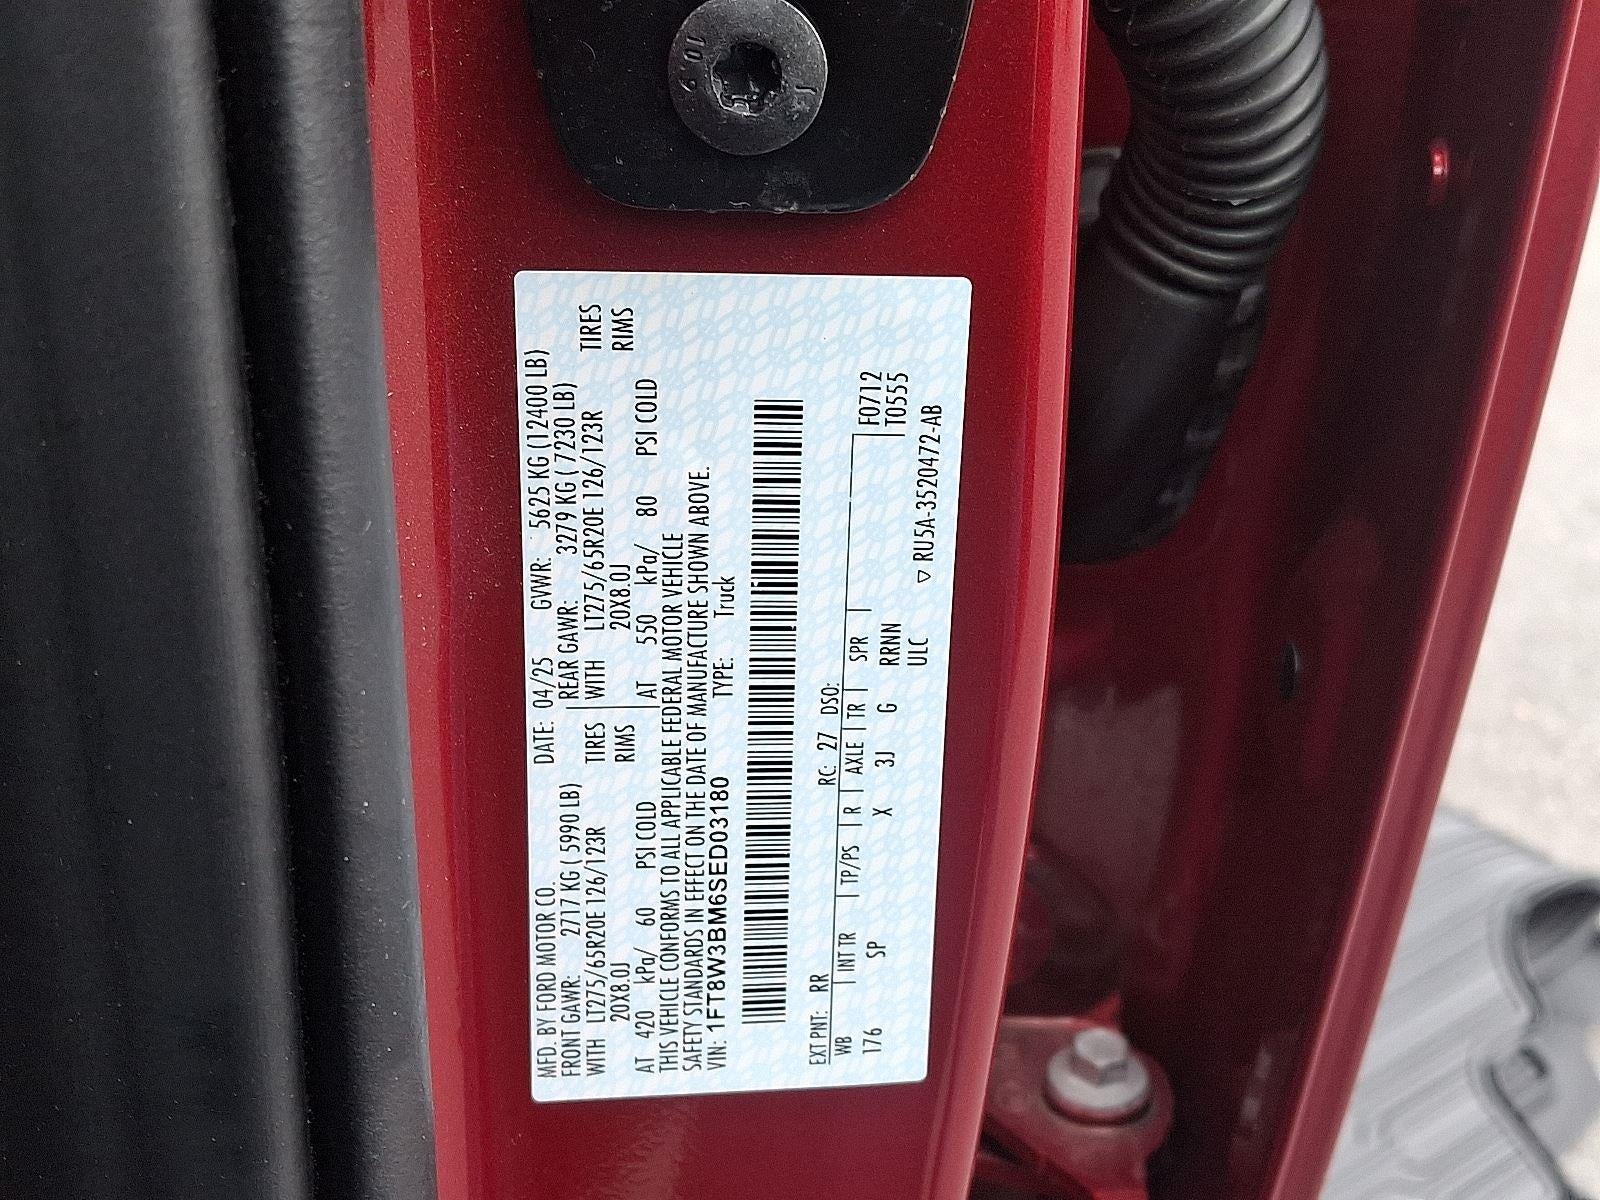 10 9
MFD. BY FORD MOTOR CO. DATE: 04/25 GVWR: 5625 KG (12400 LB)
FRONT GAWR: 2717 KG ( 5990 LB) REAR GAWR: 3279 KG ( 7230 LB)
WITH LT275/65R20E 126/123R TIRES WITH LT275/65R20E 126/123R TIRES
20X8.0J RIMS 20X8.0J RIMS
AT 420 kPa/ 60 PSI COLD AT 550 kPa/ 80 PSI COLD
THIS VEHICLE CONFORMS TO ALL APPLICABLE FEDERAL MOTOR VEHICLE
SAFETY STANDARDS IN EFFECT ON THE DATE OF MANUFACTURE SHOWN ABOVE.
VIN: 1FT8W3BM6SED03180 TYPE: Truck
EXT PNT: RR RC: 27 DSO:
WB INT TR TP/PS R AXLE TR SPR F0712
176 SP X 3J G RRNN T0555
ULC ▽ RU5A-3520472-AB